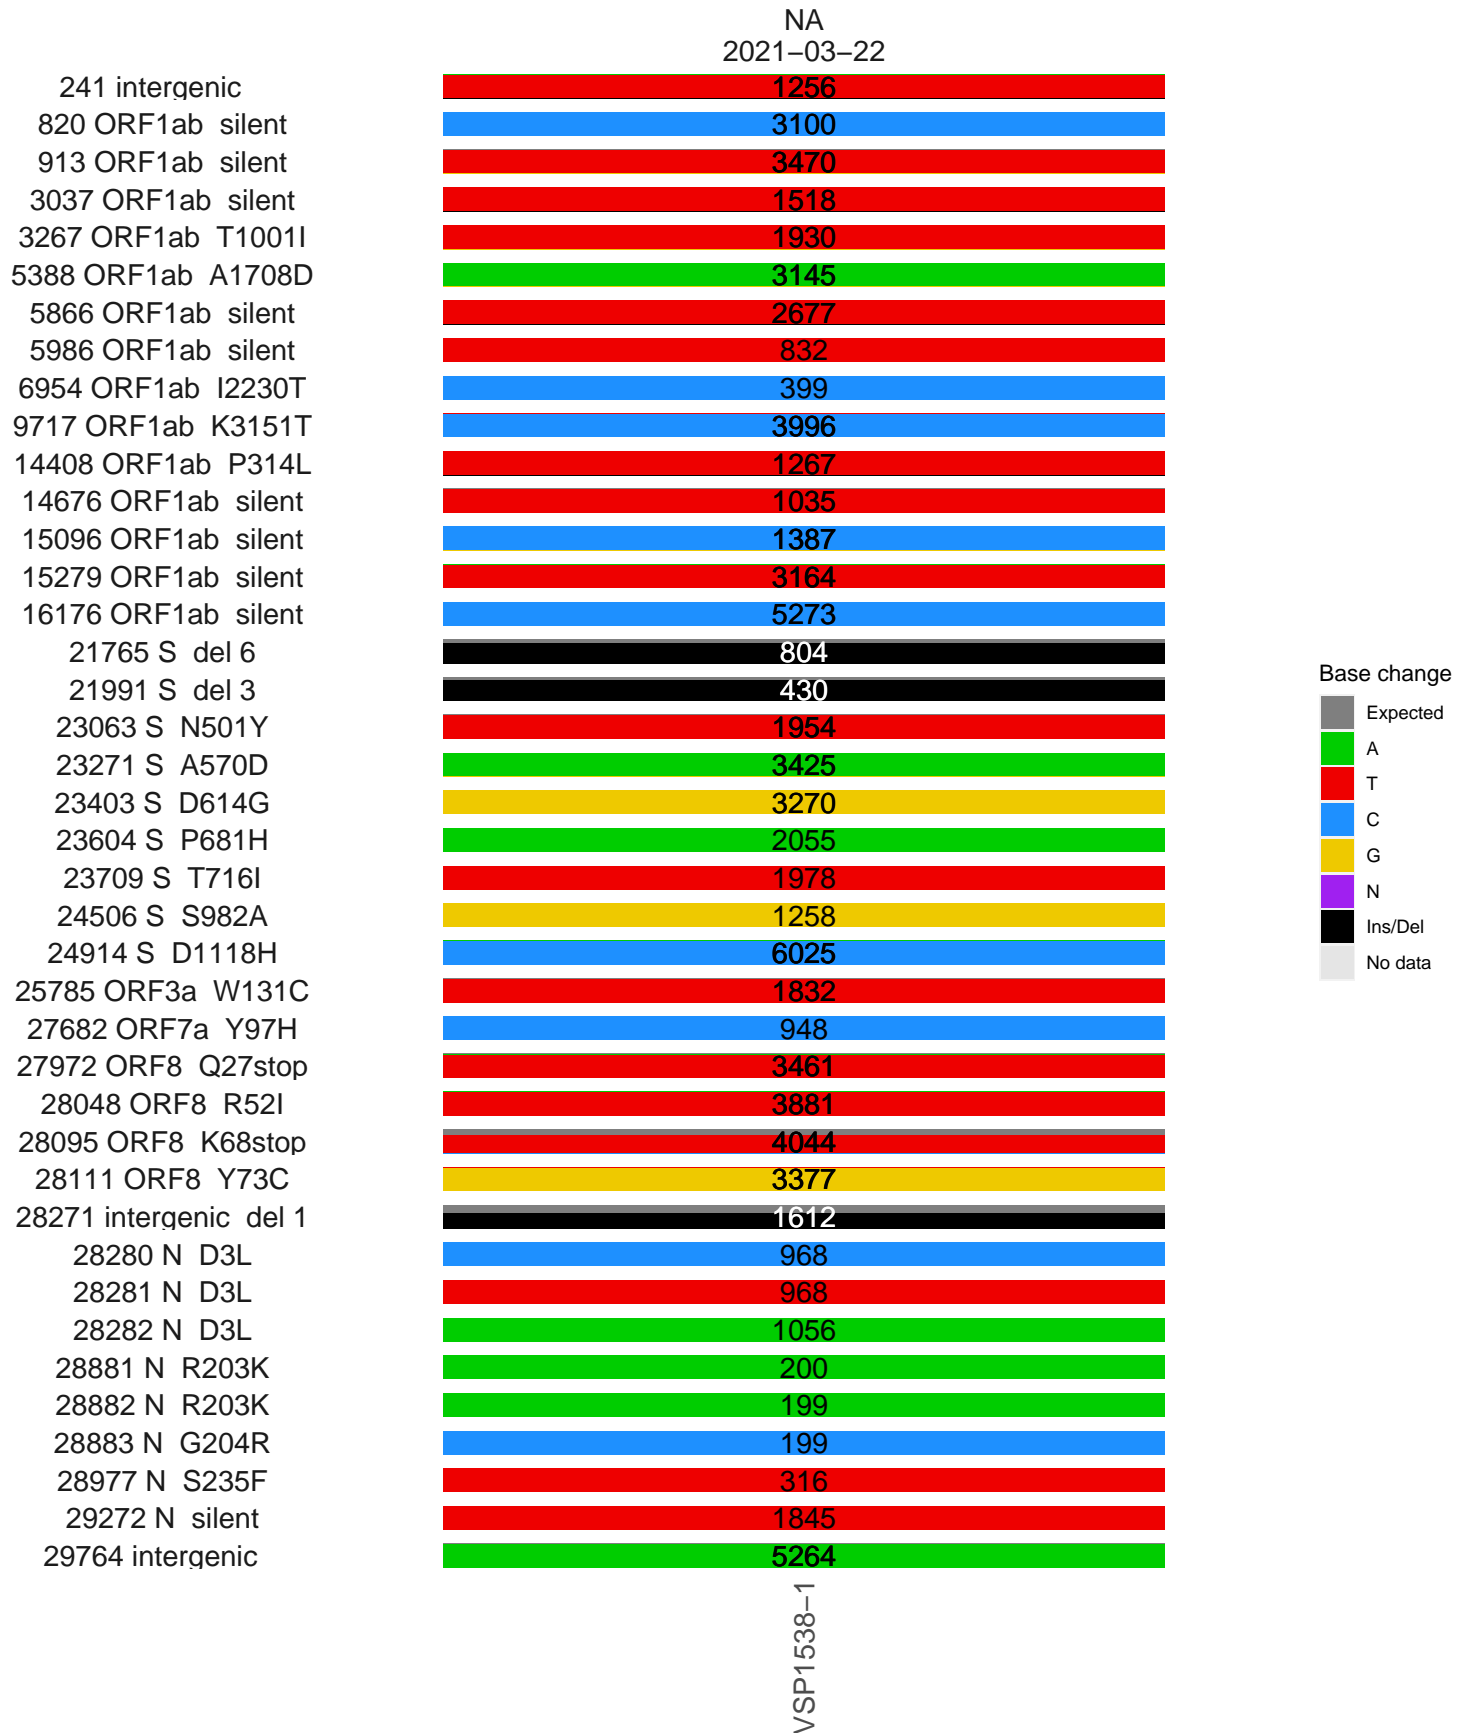 NA
2021−03−22
241 intergenic 1256
820 ORF1ab silent 3100
913 ORF1ab silent 3470
3037 ORF1ab silent 1518
3267 ORF1ab T1001I 1930
5388 ORF1ab A1708D 3145
5866 ORF1ab silent 2677
5986 ORF1ab silent 832
6954 ORF1ab I2230T 399
9717 ORF1ab K3151T 3996
14408 ORF1ab P314L 1267
14676 ORF1ab silent 1035
15096 ORF1ab silent 1387
15279 ORF1ab silent 3164
16176 ORF1ab silent 5273
21765 S del 6 804
21991 S del 3 430
23063 S N501Y 1954
23271 S A570D 3425
23403 S D614G 3270
23604 S P681H 2055
23709 S T716I 1978
24506 S S982A 1258
24914 S D1118H 6025
25785 ORF3a W131C 1832
27682 ORF7a Y97H 948
27972 ORF8 Q27stop 3461
28048 ORF8 R52I 3881
28095 ORF8 K68stop 4044
28111 ORF8 Y73C 3377
28271 intergenic del 1 1612
28280 N D3L 968
28281 N D3L 968
28282 N D3L 1056
28881 N R203K 200
28882 N R203K 199
28883 N G204R 199
28977 N S235F 316
29272 N silent 1845
29764 intergenic 5264
VSP1538−1
Base change
Expected
A
T
C
G
N
Ins/Del
No data